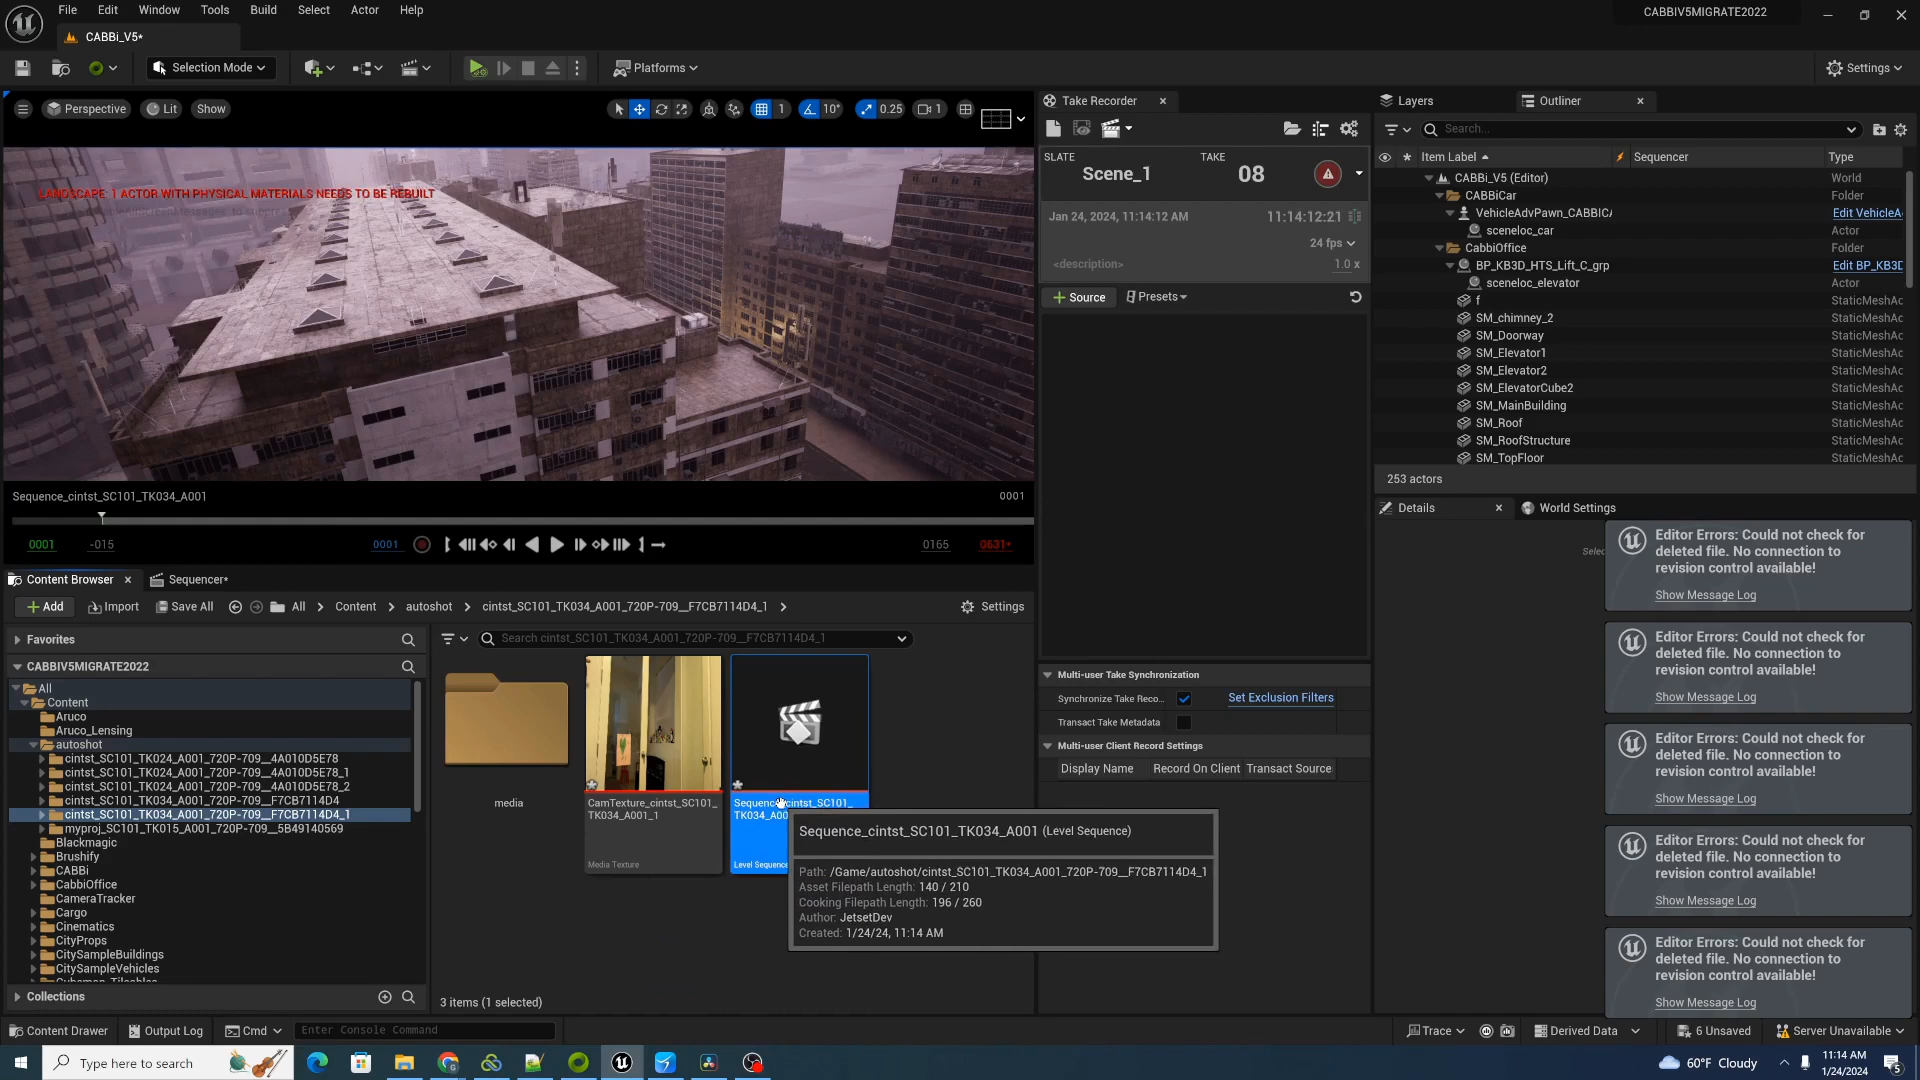 File Edit Window Tools Build Select Actor Help
CABBIV5MIGRATE2022
CABBi_V5*
Selection Mode
Platforms
Settings
Perspective Lit Show
1 10° 0.25 1
LANDSCAPE: 1 ACTOR WITH PHYSICAL MATERIALS NEEDS TO BE REBUILT
Sequence_cintst_SC101_TK034_A001
0001
0001 -015 0001 0165 0631+
Take Recorder
SLATE
Scene_1
TAKE
08
Jan 24, 2024, 11:14:12 AM
11:14:12:21
24 fps
<description>
1.0 x
+ Source Presets
Multi-user Take Synchronization
Synchronize Take Reco... Set Exclusion Filters
Transact Take Metadata
Multi-user Client Record Settings
Display Name Record On Client Transact Source
Layers Outliner
Search...
Item Label Sequencer Type
CABBi_V5 (Editor) World
CABBiCar Folder
VehicleAdvPawn_CABBICA Edit VehicleA
sceneloc_car Actor
CabbiOffice Folder
BP_KB3D_HTS_Lift_C_grp Edit BP_KB3D
sceneloc_elevator Actor
f StaticMeshAc
SM_chimney_2 StaticMeshAc
SM_Doorway StaticMeshAc
SM_Elevator1 StaticMeshAc
SM_Elevator2 StaticMeshAc
SM_ElevatorCube2 StaticMeshAc
SM_MainBuilding StaticMeshAc
SM_Roof StaticMeshAc
SM_RoofStructure StaticMeshAc
SM_TopFloor StaticMeshAc
253 actors
Details World Settings
Selec
Editor Errors: Could not check for
deleted file. No connection to
revision control available!
Show Message Log
Editor Errors: Could not check for
deleted file. No connection to
revision control available!
Show Message Log
Editor Errors: Could not check for
deleted file. No connection to
revision control available!
Show Message Log
Editor Errors: Could not check for
deleted file. No connection to
revision control available!
Show Message Log
Editor Errors: Could not check for
deleted file. No connection to
revision control available!
Show Message Log
Content Browser Sequencer*
+ Add Import Save All All > Content > autoshot > cintst_SC101_TK034_A001_720P-709__F7CB7114D4_1 > Settings
Favorites
CABBIV5MIGRATE2022
All
Content
Aruco
Aruco_Lensing
autoshot
cintst_SC101_TK024_A001_720P-709__4A010D5E78
cintst_SC101_TK024_A001_720P-709__4A010D5E78_1
cintst_SC101_TK024_A001_720P-709__4A010D5E78_2
cintst_SC101_TK034_A001_720P-709__F7CB7114D4
cintst_SC101_TK034_A001_720P-709__F7CB7114D4_1
myproj_SC101_TK015_A001_720P-709__5B49140569
Blackmagic
Brushify
CABBi
CabbiOffice
CameraTracker
Cargo
Cinematics
CityProps
CitySampleBuildings
CitySampleVehicles
Collections
Search cintst_SC101_TK034_A001_720P-709__F7CB7114D4_1
media
CamTexture_cintst_SC101_
TK034_A001_1
Media Texture
Sequence_cintst_SC101_
TK034_A00
Level Sequence
Sequence_cintst_SC101_TK034_A001 (Level Sequence)
Path: /Game/autoshot/cintst_SC101_TK034_A001_720P-709__F7CB7114D4_1
Asset Filepath Length: 140 / 210
Cooking Filepath Length: 196 / 260
Author: JetsetDev
Created: 1/24/24, 11:14 AM
3 items (1 selected)
Content Drawer Output Log Cmd Enter Console Command
Trace Derived Data 6 Unsaved Server Unavailable
Type here to search
60°F Cloudy
11:14 AM
1/24/2024
5